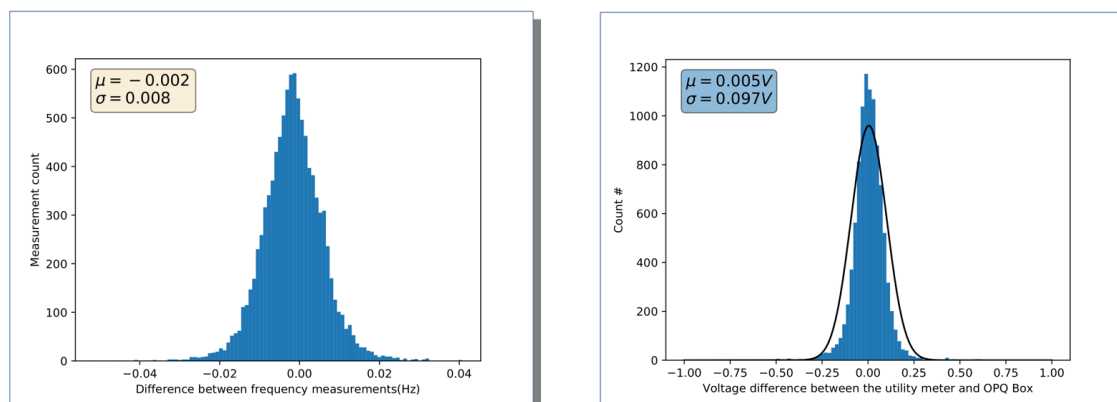 μ = −0.002
σ = 0.008
600
500
400
300
200
100
0
−0.04 −0.02 0.00 0.02 0.04
Measurement count
Difference between frequency measurements(Hz)
μ = 0.005V
σ = 0.097V
1200
1000
800
600
400
200
0
−1.00 −0.75 −0.50 −0.25 0.00 0.25 0.50 0.75 1.00
Count #
Voltage difference between the utility meter and OPQ Box